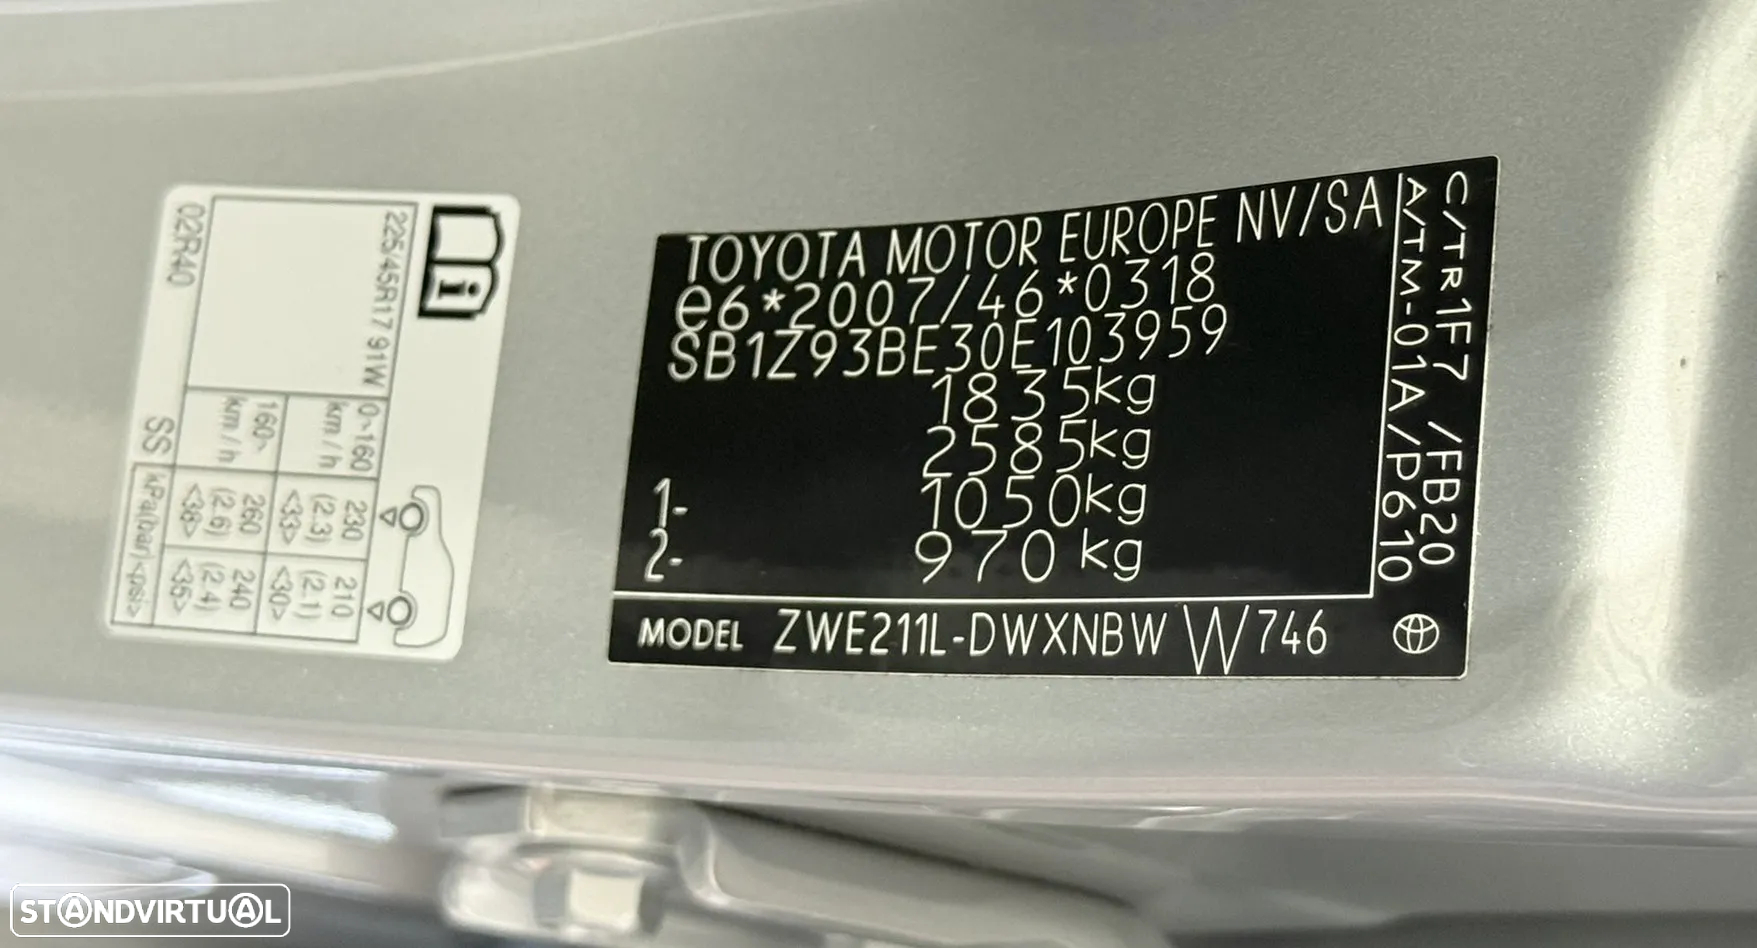 225/45R17 91W
0~160
km/h
230
(2.3)
<33>
210
(2.1)
<30>
160~
km/h
260
(2.6)
<38>
240
(2.4)
<35>
02R40
SS
kPa(bar)<psi>
TOYOTA MOTOR EUROPE NV/SA
e6*2007/46*0318
SB1Z93BE30E103959
1835kg
2585kg
1- 1050kg
2- 970kg
C/TR1F7 /FB20
A/TM-01A/P610
MODEL ZWE211L-DWXNBW W746
STANDVIRTUAL